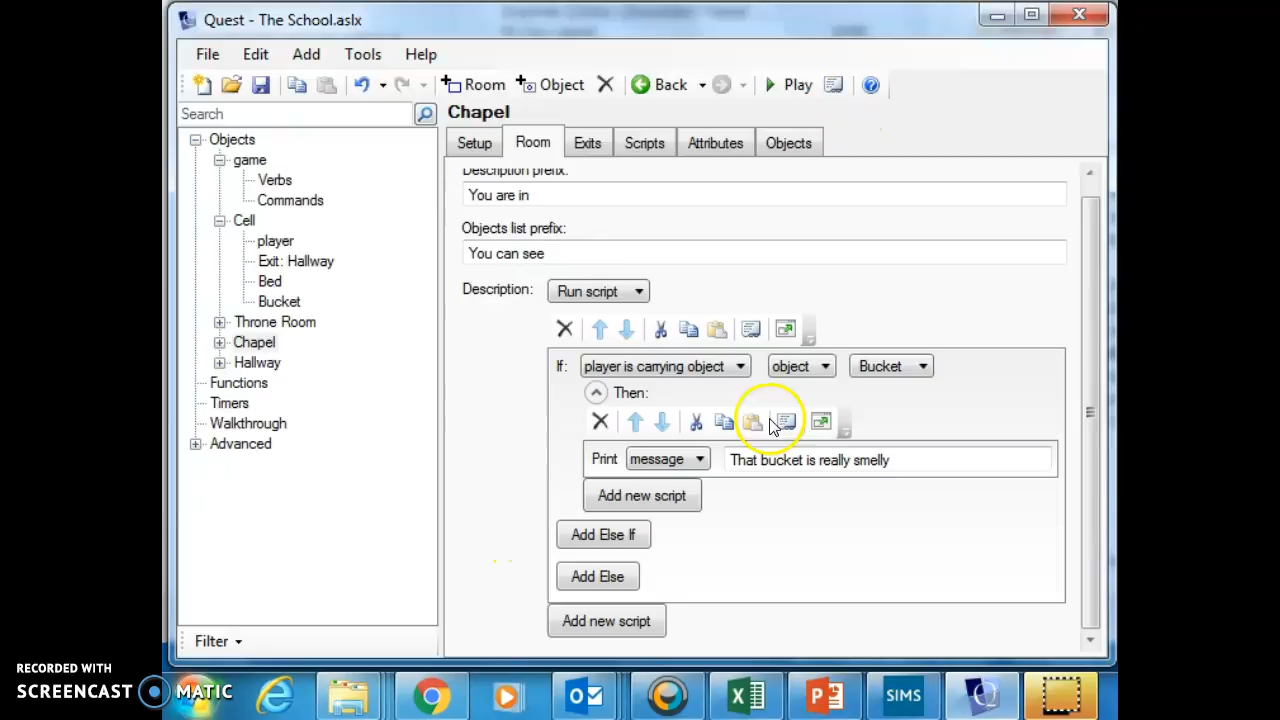 Quest - The School.aslx
File Edit Add Tools Help
Room Object Back Play
Search
Chapel
Objects
game
Verbs
Commands
Cell
player
Exit: Hallway
Bed
Bucket
Throne Room
Chapel
Hallway
Functions
Timers
Walkthrough
Advanced
Filter
Setup Room Exits Scripts Attributes Objects
Description prefix:
You are in
Objects list prefix:
You can see
Description: Run script
If: player is carrying object object Bucket
Then:
Print message That bucket is really smelly
Add new script
Add Else If
Add Else
Add new script
RECORDED WITH
SCREENCAST MATIC
SIMS